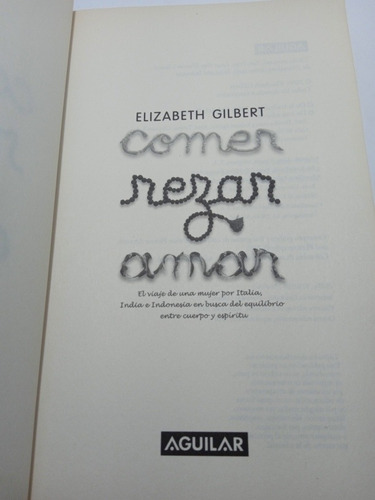 ELIZABETH GILBERT
comer
rezar
amar
El viaje de una mujer por Italia,
India e Indonesia en busca del equilibrio
entre cuerpo y espíritu
AGUILAR